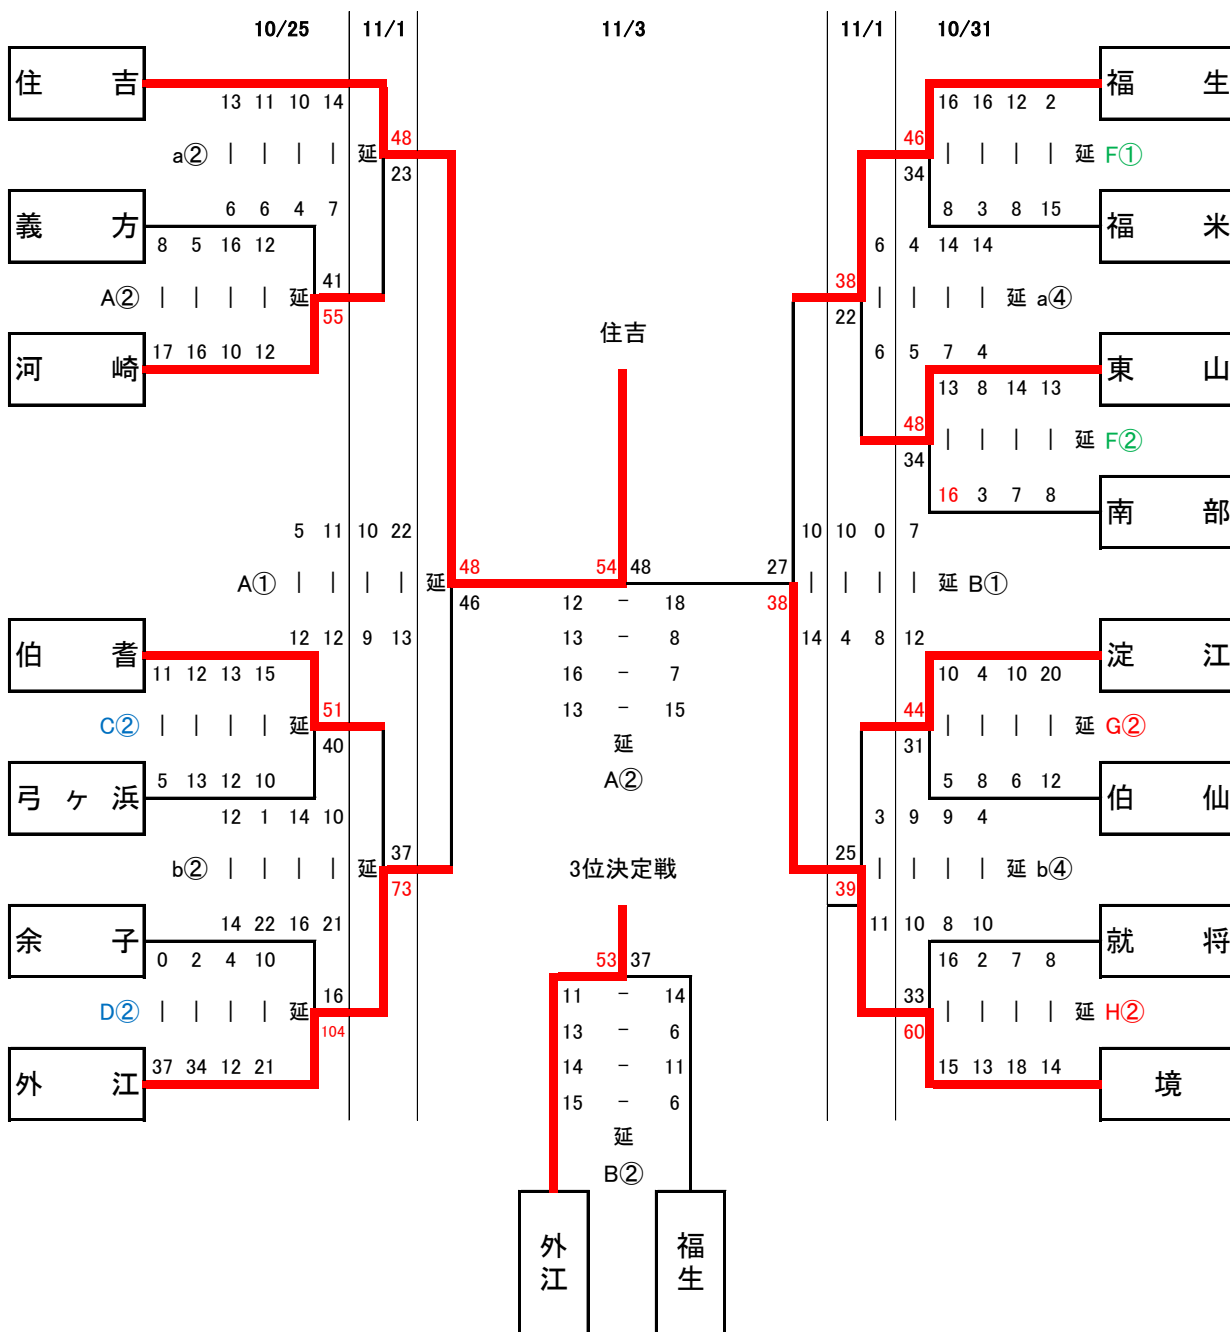 10/25 11/1 11/3 11/1 10/31
住 吉 福 生
13 11 10 14 16 16 12 2
48 46
a② | | | | 延 | | | | 延 F①
23 34
6 6 4 7 8 3 8 15
義 方 福 米
8 5 16 12 6 4 14 14
41 38
A② | | | | 延 | | | | 延 a④
55 22
住吉
17 16 10 12 6 5 7 4
河 崎 東 山
13 8 14 13
48
| | | | 延 F②
34
16 3 7 8
南 部
5 11 10 22 10 10 0 7
48 54 48 27
A① | | | | 延 | | | | 延 B①
46 12 − 18 38
12 12 9 13 13 − 8 14 4 8 12
伯 耆 淀 江
11 12 13 15 16 − 7 10 4 10 20
51 13 − 15 44
C② | | | | 延 | | | | 延 G②
40 延 31
5 13 12 10 A② 5 8 6 12
弓 ヶ 浜 伯 仙
12 1 14 10 3 9 9 4
37 25
b② | | | | 延 3位決定戦 | | | | 延 b④
73 39
14 22 16 21 11 10 8 10
余 子 就 将
0 2 4 10 53 37 16 2 7 8
16 11 − 14 33
D② | | | | 延 | | | | 延 H②
104 13 − 6 60
37 34 12 21 14 − 11 15 13 18 14
外 江 境
15 − 6
延
B②
外江 福生